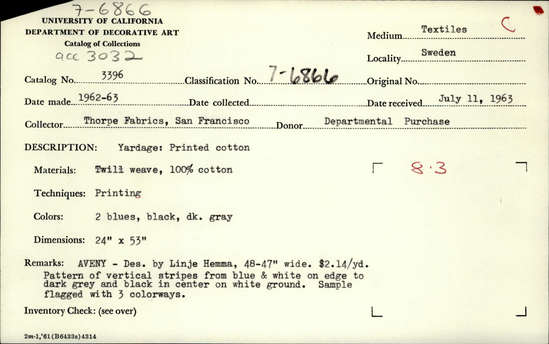 7-6866
UNIVERSITY OF CALIFORNIA
DEPARTMENT OF DECORATIVE ART
Catalog of Collections
acc 3032
Medium Textiles C
Locality Sweden
Catalog No. 3396 Classification No. 7-6866 Original No.
Date made 1962-63 Date collected Date received July 11, 1963
Collector Thorpe Fabrics, San Francisco Donor Departmental Purchase
DESCRIPTION: Yardage: Printed cotton
Materials: Twill weave, 100% cotton 8.3
Techniques: Printing
Colors: 2 blues, black, dk. gray
Dimensions: 24" x 53"
Remarks: AVENY - Des. by Linje Hemma, 48-47" wide. $2.14/yd.
Pattern of vertical stripes from blue & white on edge to
dark grey and black in center on white ground. Sample
flagged with 3 colorways.
Inventory Check: (see over)
2m-1,'61(B6433s)4314